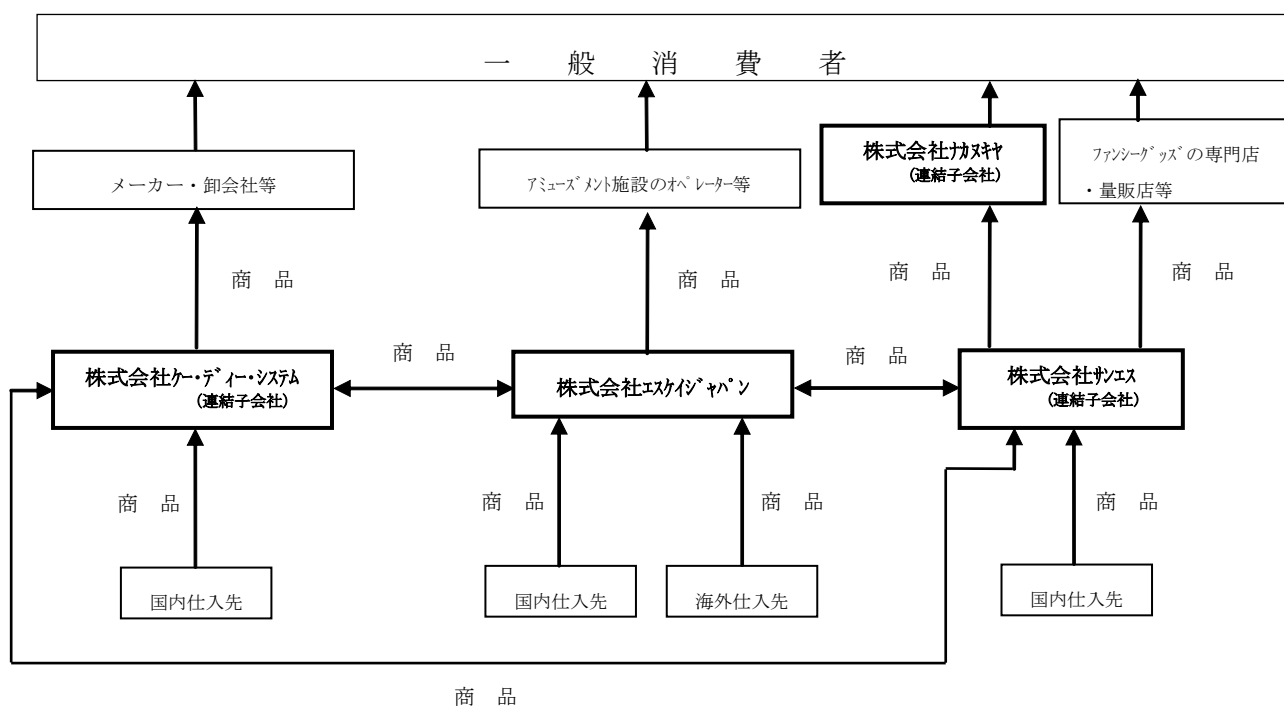 一 般 消 費 者
株式会社ﾅｶﾇｷﾔ
(連結子会社)
ﾌｧﾝｼｰｸﾞｯｽﾞの専門店
・量販店等
メーカー・卸会社等
ｱﾐｭｰｽﾞﾒﾝﾄ施設のｵﾍﾟﾚｰﾀｰ等
商 品
商 品
商 品
商 品
商 品
商 品
株式会社ｹｰ・ﾃﾞｨｰ・ｼｽﾃﾑ
(連結子会社)
株式会社ｴｽｹｲｼﾞｬﾊﾟﾝ
株式会社ｻﾝｴｽ
(連結子会社)
商 品
商 品
商 品
商 品
国内仕入先
国内仕入先
海外仕入先
国内仕入先
商 品